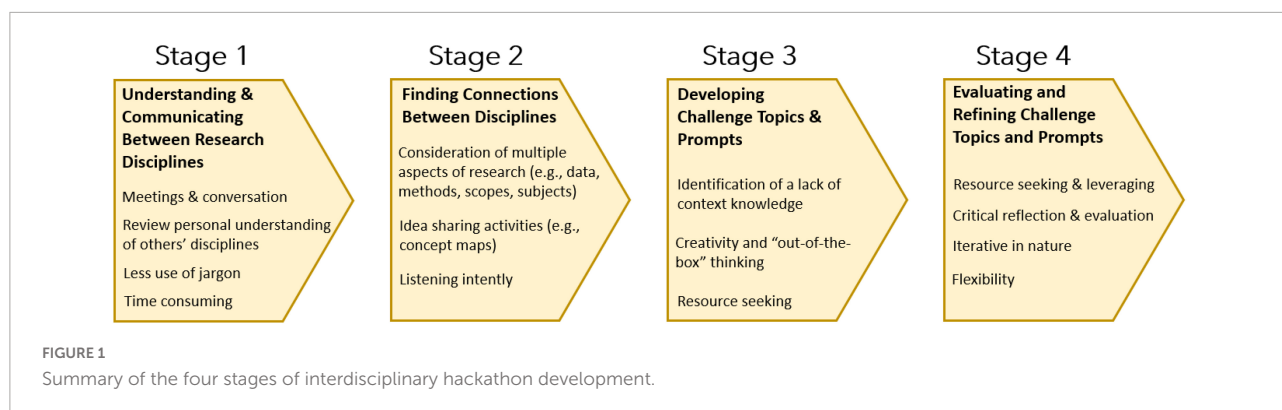 Stage 1
Understanding &
Communicating
Between Research
Disciplines
Meetings & conversation
Review personal understanding
of others' disciplines
Less use of jargon
Time consuming
Stage 2
Finding Connections
Between Disciplines
Consideration of multiple
aspects of research (e.g., data,
methods, scopes, subjects)
Idea sharing activities (e.g.,
concept maps)
Listening intently
Stage 3
Developing
Challenge Topics &
Prompts
Identification of a lack of
context knowledge
Creativity and “out-of-the-
box” thinking
Resource seeking
Stage 4
Evaluating and
Refining Challenge
Topics and Prompts
Resource seeking & leveraging
Critical reflection & evaluation
Iterative in nature
Flexibility
FIGURE 1
Summary of the four stages of interdisciplinary hackathon development.